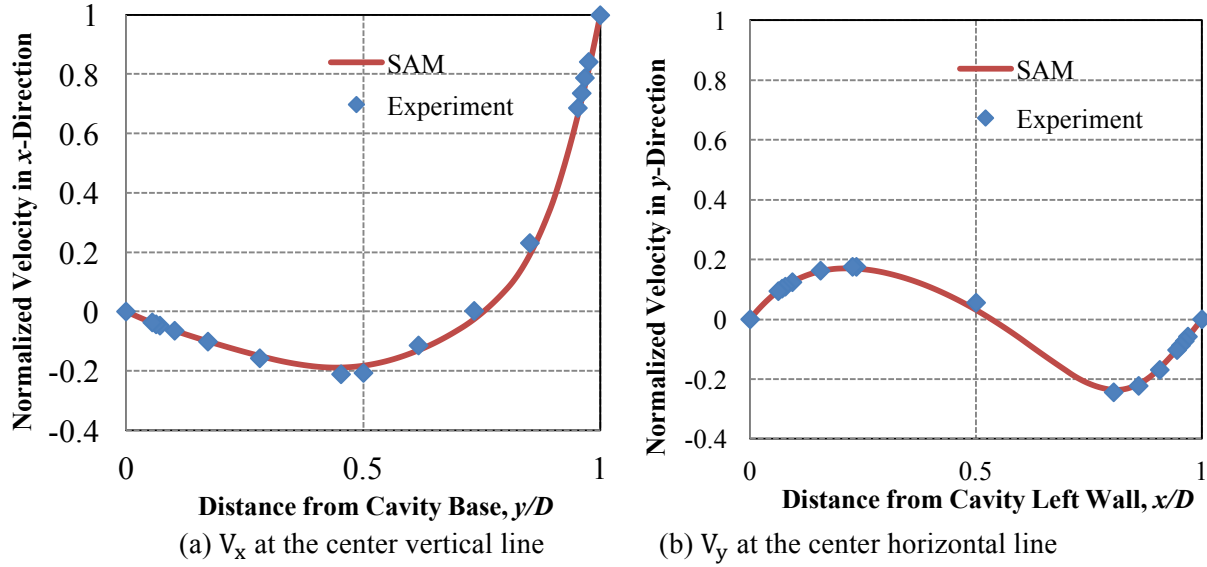 Normalized Velocity in x-Direction
1
0.8
0.6
0.4
0.2
0
-0.2
-0.4
SAM
Experiment
0
0.5
1
Distance from Cavity Base, y/D
(a) Vx at the center vertical line
Normalized Velocity in y-Direction
1
0.8
0.6
0.4
0.2
0
-0.2
-0.4
SAM
Experiment
0
0.5
1
Distance from Cavity Left Wall, x/D
(b) Vy at the center horizontal line